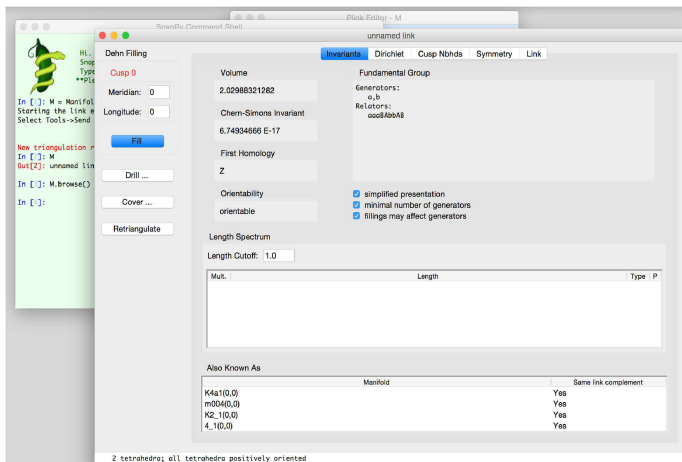 Plink Editor - M
SnapPy Command Shell
unnamed link
Hi.
Snap
Type
**Ple
In [1]: M = Manifol
Starting the link e
Select Tools->Send
New triangulation r
In [2]: M
Out[2]: unnamed lin
In [3]: M.browse()
In [4]:
Dehn Filling
Cusp 0
Meridian: 0
Longitude: 0
Fill
Drill ...
Cover ...
Retriangulate
Invariants Dirichlet Cusp Nbhds Symmetry Link
Volume
2.02988321282
Chern-Simons Invariant
6.74934666 E-17
First Homology
Z
Orientability
orientable
Fundamental Group
Generators:
a,b
Relators:
aaaBAbbAB
simplified presentation
minimal number of generators
fillings may affect generators
Length Spectrum
Length Cutoff: 1.0
Mult. Length Type P
Also Known As
Manifold Same link complement
K4a1(0,0) Yes
m004(0,0) Yes
K2_1(0,0) Yes
4_1(0,0) Yes
2 tetrahedra; all tetrahedra positively oriented